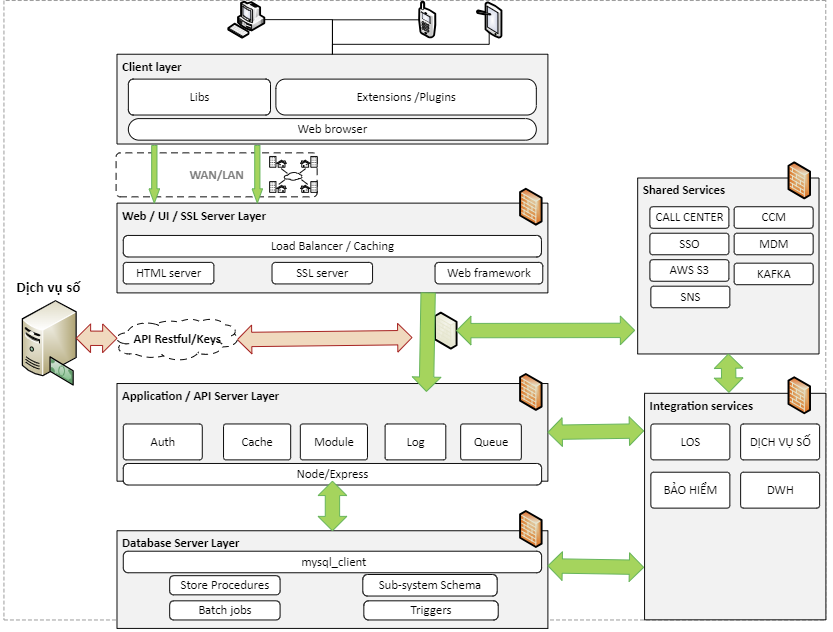 Client layer
Libs
Extensions /Plugins
Web browser
WAN/LAN
Web / UI / SSL Server Layer
Load Balancer / Caching
HTML server
SSL server
Web framework
Shared Services
CALL CENTER
CCM
SSO
MDM
AWS S3
KAFKA
SNS
Dịch vụ số
API Restful/Keys
Application / API Server Layer
Auth
Cache
Module
Log
Queue
Node/Express
Integration services
LOS
DỊCH VỤ SỐ
BẢO HIỂM
DWH
Database Server Layer
mysql_client
Store Procedures
Sub-system Schema
Batch jobs
Triggers